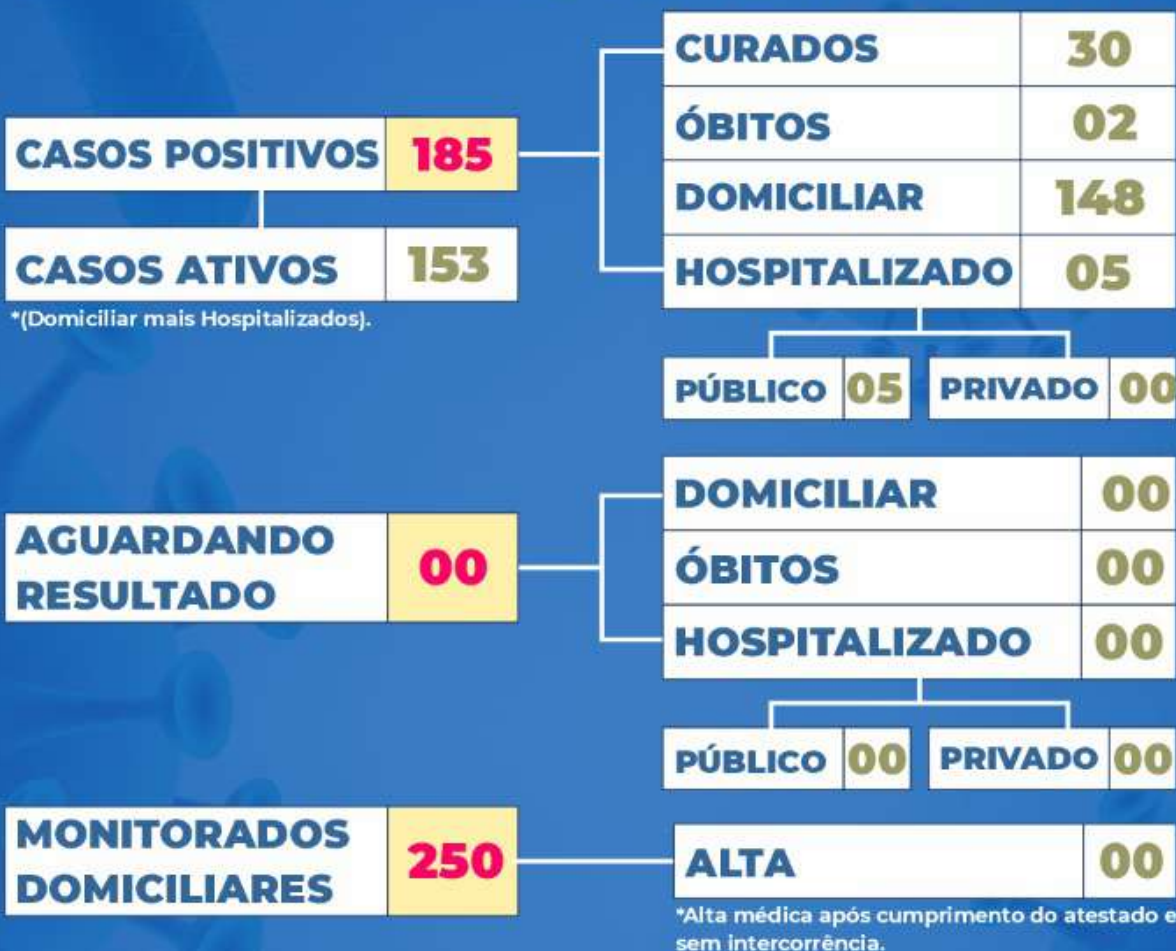 CASOS POSITIVOS 185
CASOS ATIVOS 153
*(Domiciliar mais Hospitalizados).
CURADOS 30
ÓBITOS 02
DOMICILIAR 148
HOSPITALIZADO 05
PÚBLICO 05 PRIVADO 00
AGUARDANDO
RESULTADO 00
DOMICILIAR 00
ÓBITOS 00
HOSPITALIZADO 00
PÚBLICO 00 PRIVADO 00
MONITORADOS
DOMICILIARES 250
ALTA 00
*Alta médica após cumprimento do atestado e
sem intercorrência.